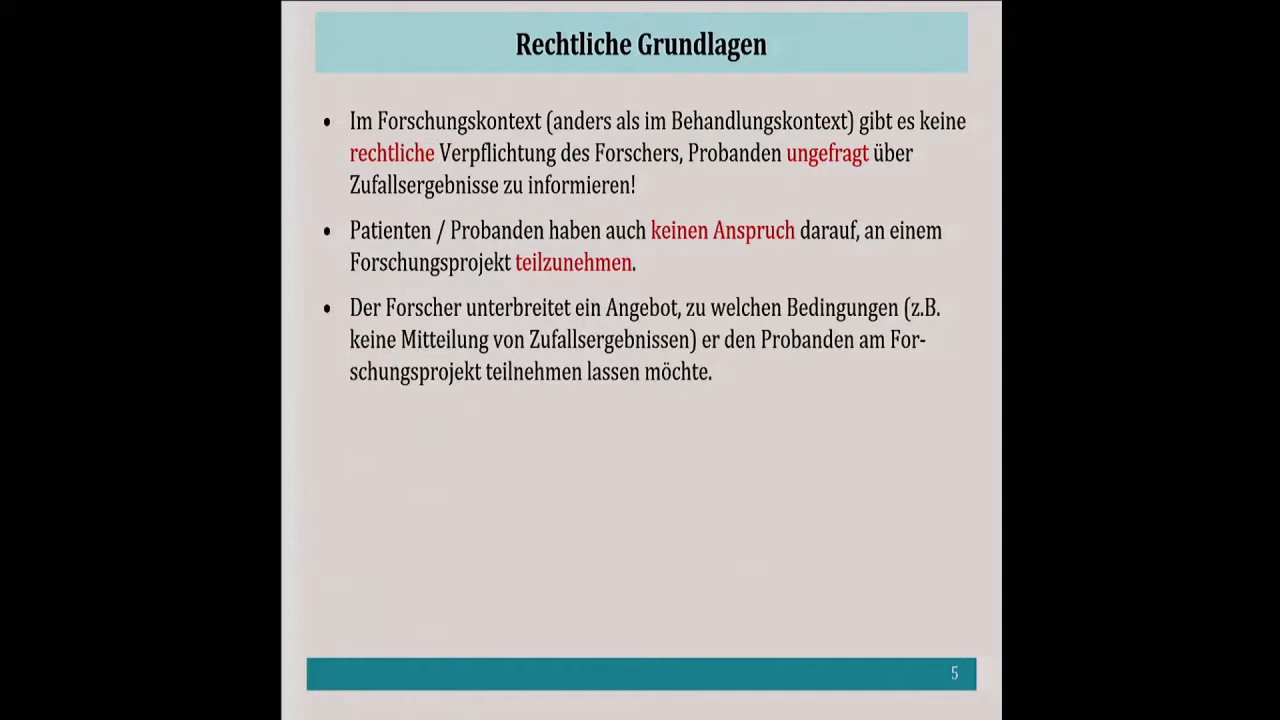 Rechtliche Grundlagen
• Im Forschungskontext (anders als im Behandlungskontext) gibt es keine
rechtliche Verpflichtung des Forschers, Probanden ungefragt über
Zufallsergebnisse zu informieren!
• Patienten / Probanden haben auch keinen Anspruch darauf, an einem
Forschungsprojekt teilzunehmen.
• Der Forscher unterbreitet ein Angebot, zu welchen Bedingungen (z.B.
keine Mitteilung von Zufallsergebnissen) er den Probanden am For-
schungsprojekt teilnehmen lassen möchte.
5